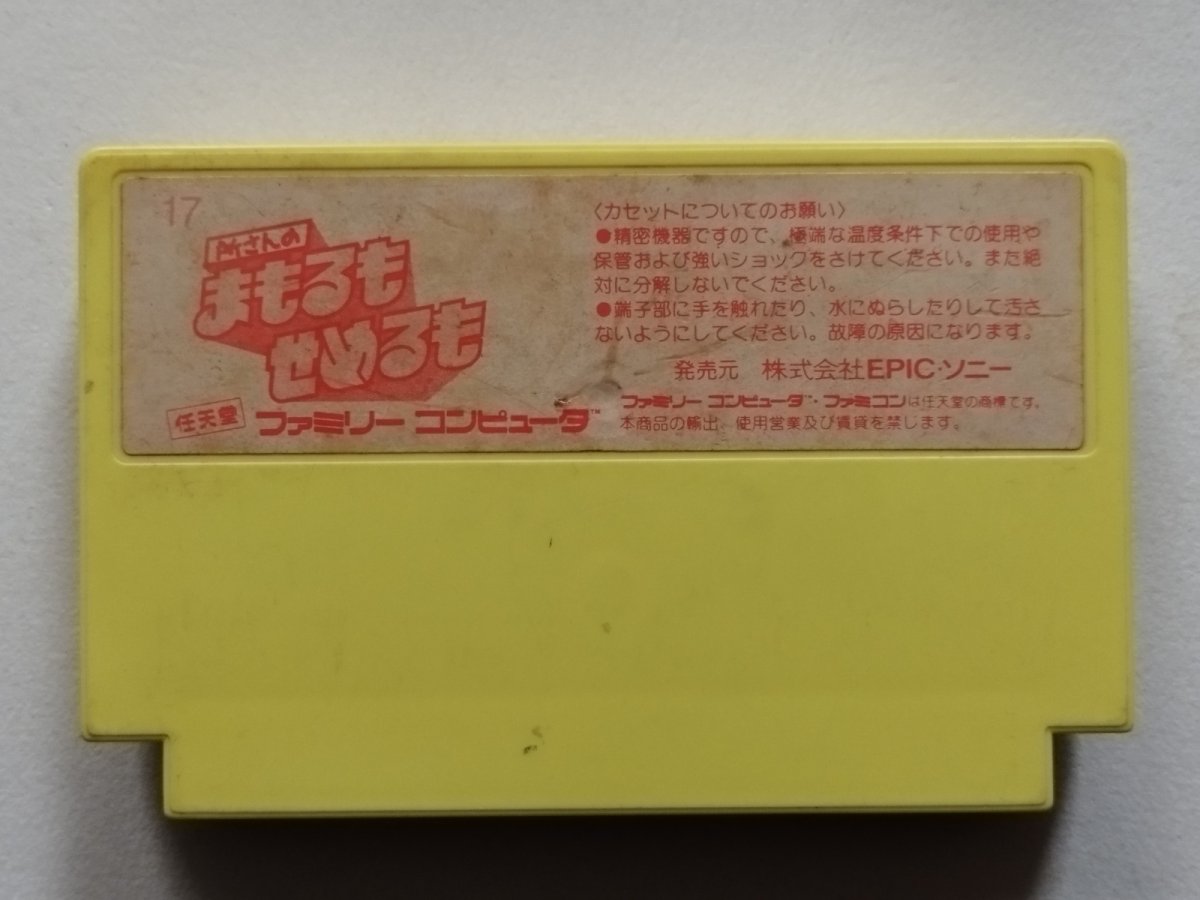 17
所さんの
まもるも
せめるも
任天堂
ファミリー コンピュータ™
〈カセットについてのお願い〉
●精密機器ですので、極端な温度条件下での使用や
保管および強いショックをさけてください。また絶
対に分解しないでください。
●端子部に手を触れたり、水にぬらしたりして汚さ
ないようにしてください。故障の原因になります。
発売元 株式会社EPIC・ソニー
ファミリー コンピュータ™・ファミコンは任天堂の商標です。
本商品の輸出、使用営業及び賃貸を禁じます。